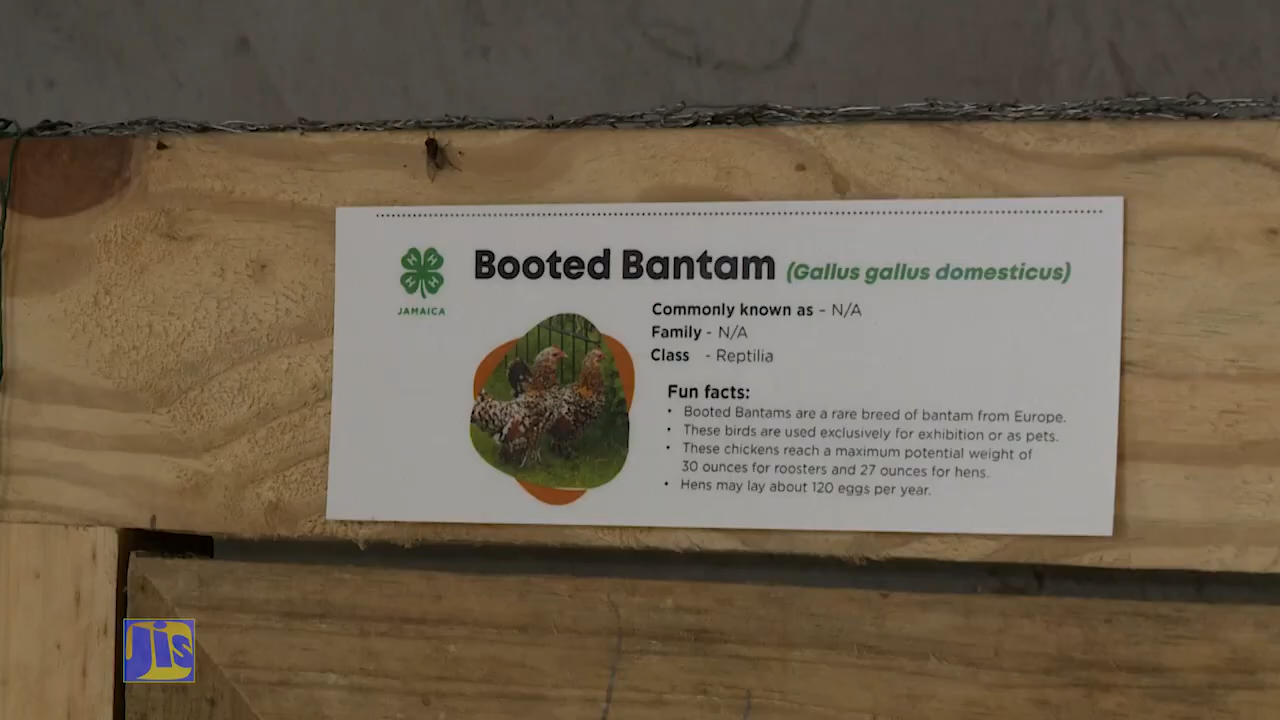 Booted Bantam (Gallus gallus domesticus)
H H H H
JAMAICA
Commonly known as - N/A
Family - N/A
Class - Reptilia
Fun facts:
• Booted Bantams are a rare breed of bantam from Europe.
• These birds are used exclusively for exhibition or as pets.
• These chickens reach a maximum potential weight of
30 ounces for roosters and 27 ounces for hens.
• Hens may lay about 120 eggs per year.
Jis